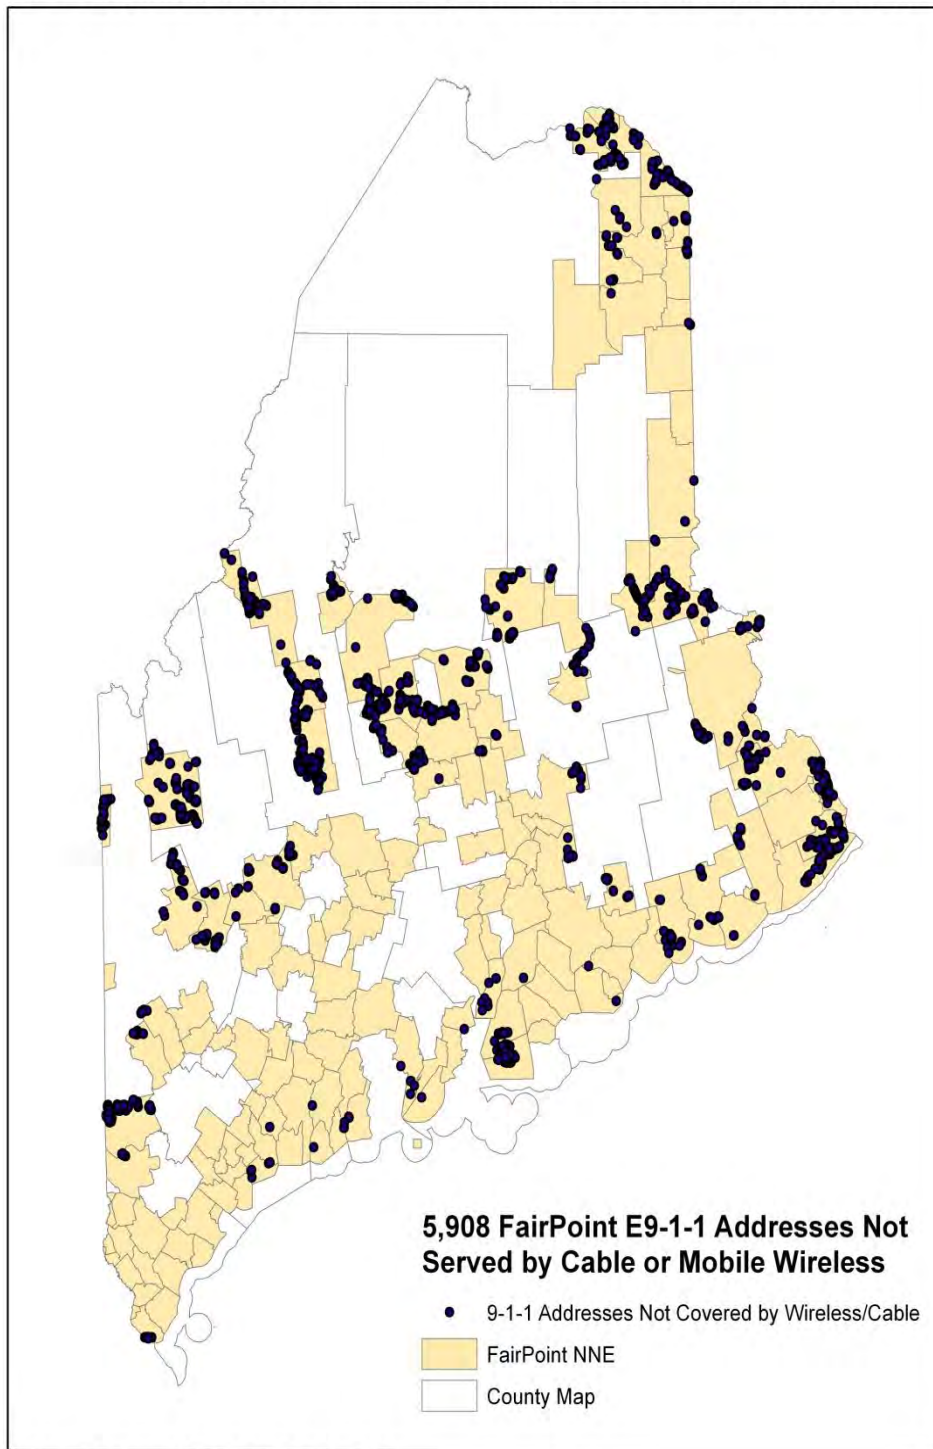 5,908 FairPoint E9-1-1 Addresses Not
Served by Cable or Mobile Wireless
9-1-1 Addresses Not Covered by Wireless/Cable
FairPoint NNE
County Map